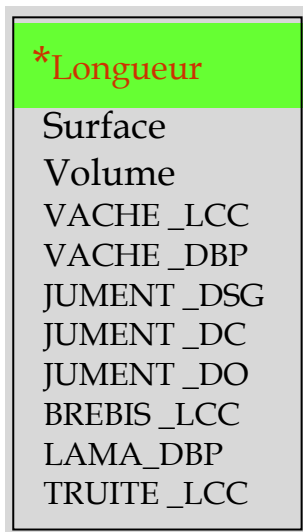 *Longueur
Surface
Volume
VACHE _LCC
VACHE _DBP
JUMENT _DSG
JUMENT _DC
JUMENT _DO
BREBIS _LCC
LAMA_DBP
TRUITE _LCC